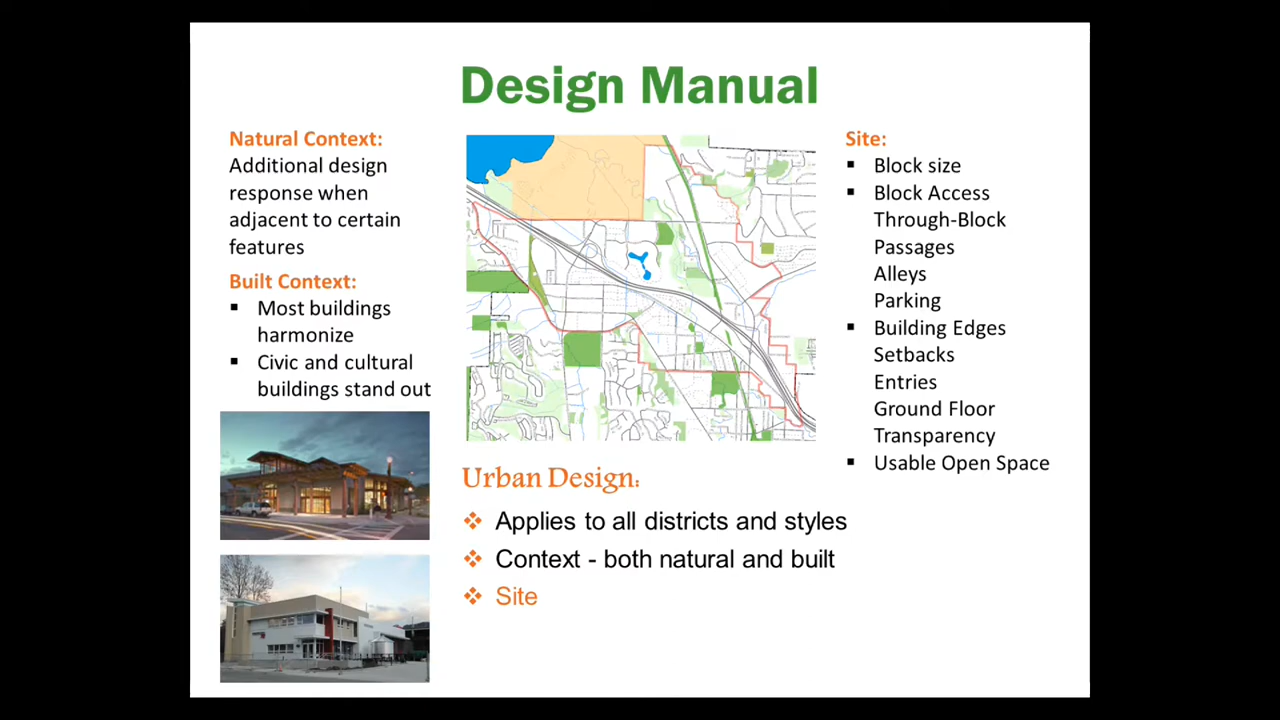 Design Manual
Natural Context:
Additional design
response when
adjacent to certain
features
Built Context:
▪ Most buildings
harmonize
▪ Civic and cultural
buildings stand out
Urban Design:
❖ Applies to all districts and styles
❖ Context - both natural and built
❖ Site
Site:
▪ Block size
▪ Block Access
Through-Block
Passages
Alleys
Parking
▪ Building Edges
Setbacks
Entries
Ground Floor
Transparency
▪ Usable Open Space